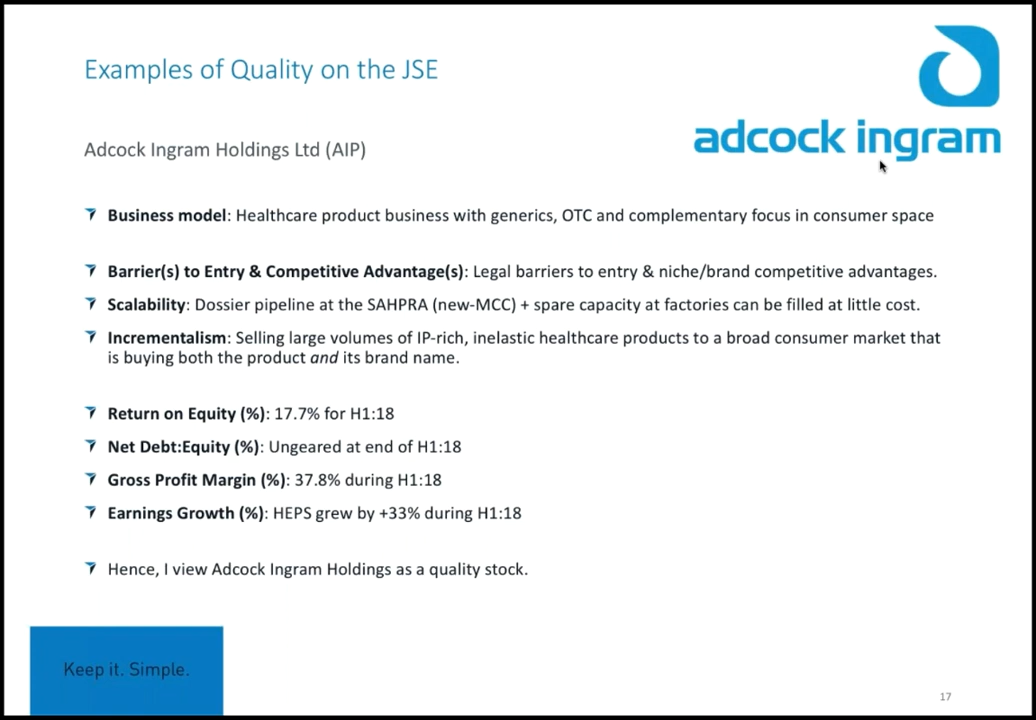 Examples of Quality on the JSE
adcock ingram
Adcock Ingram Holdings Ltd (AIP)
Business model: Healthcare product business with generics, OTC and complementary focus in consumer space
Barrier(s) to Entry & Competitive Advantage(s): Legal barriers to entry & niche/brand competitive advantages.
Scalability: Dossier pipeline at the SAHPRA (new-MCC) + spare capacity at factories can be filled at little cost.
Incrementalism: Selling large volumes of IP-rich, inelastic healthcare products to a broad consumer market that
is buying both the product and its brand name.
Return on Equity (%): 17.7% for H1:18
Net Debt:Equity (%): Ungeared at end of H1:18
Gross Profit Margin (%): 37.8% during H1:18
Earnings Growth (%): HEPS grew by +33% during H1:18
Hence, I view Adcock Ingram Holdings as a quality stock.
Keep it. Simple.
17